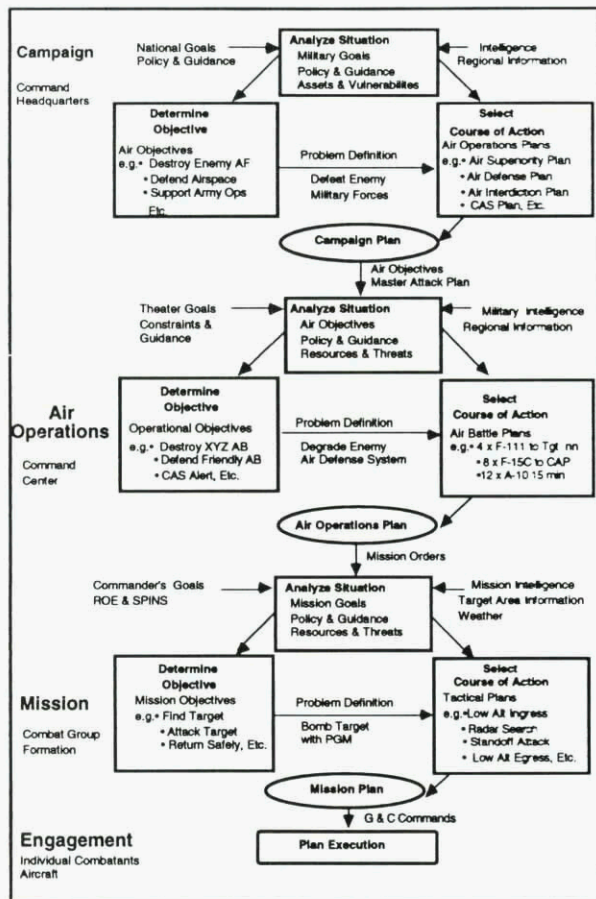 Campaign
Command
Headquarters
National Goals
Policy & Guidance
Analyze Situation
Military Goals
Policy & Guidance
Assets & Vulnerabilites
Intelligence
Regional Information
Determine
Objective
Air Objectives
e.g.• Destroy Enemy AF
• Defend Airspace
• Support Army Ops
Etc.
Problem Definition
Defeat Enemy
Military Forces
Select
Course of Action
Air Operations Plans
e.g.• Air Superiority Plan
• Air Defense Plan
• Air Interdiction Plan
• CAS Plan, Etc.
Campaign Plan
Air Objectives
Master Attack Plan
Air
Operations
Command
Center
Theater Goals
Constraints &
Guidance
Analyze Situation
Air Objectives
Policy & Guidance
Resources & Threats
Military Intelligence
Regional Information
Determine
Objective
Operational Objectives
e.g.• Destroy XYZ AB
• Defend Friendly AB
• CAS Alert, Etc.
Problem Definition
Degrade Enemy
Air Defense System
Select
Course of Action
Air Battle Plans
e.g.• 4 x F-111 to Tgt nn
• 8 x F-15C to CAP
•12 x A-10 15 min
Air Operations Plan
Mission Orders
Mission
Combat Group
Formation
Commander's Goals
ROE & SPINS
Analyze Situation
Mission Goals
Policy & Guidance
Resources & Threats
Mission Intelligence
Target Area Information
Weather
Determine
Objective
Mission Objectives
e.g.• Find Target
• Attack Target
• Return Safely, Etc.
Problem Definition
Bomb Target
with PGM
Select
Course of Action
Tactical Plans
e.g.•Low Alt Ingress
• Radar Search
• Standoff Attack
• Low Alt Egress, Etc.
Mission Plan
G & C Commands
Engagement
Individual Combatants
Aircraft
Plan Execution